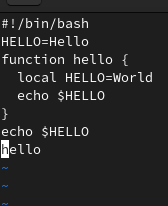 #!/bin/bash
HELLO=Hello
function hello {
  local HELLO=World
  echo $HELLO
}
echo $HELLO
hello
~
~
~